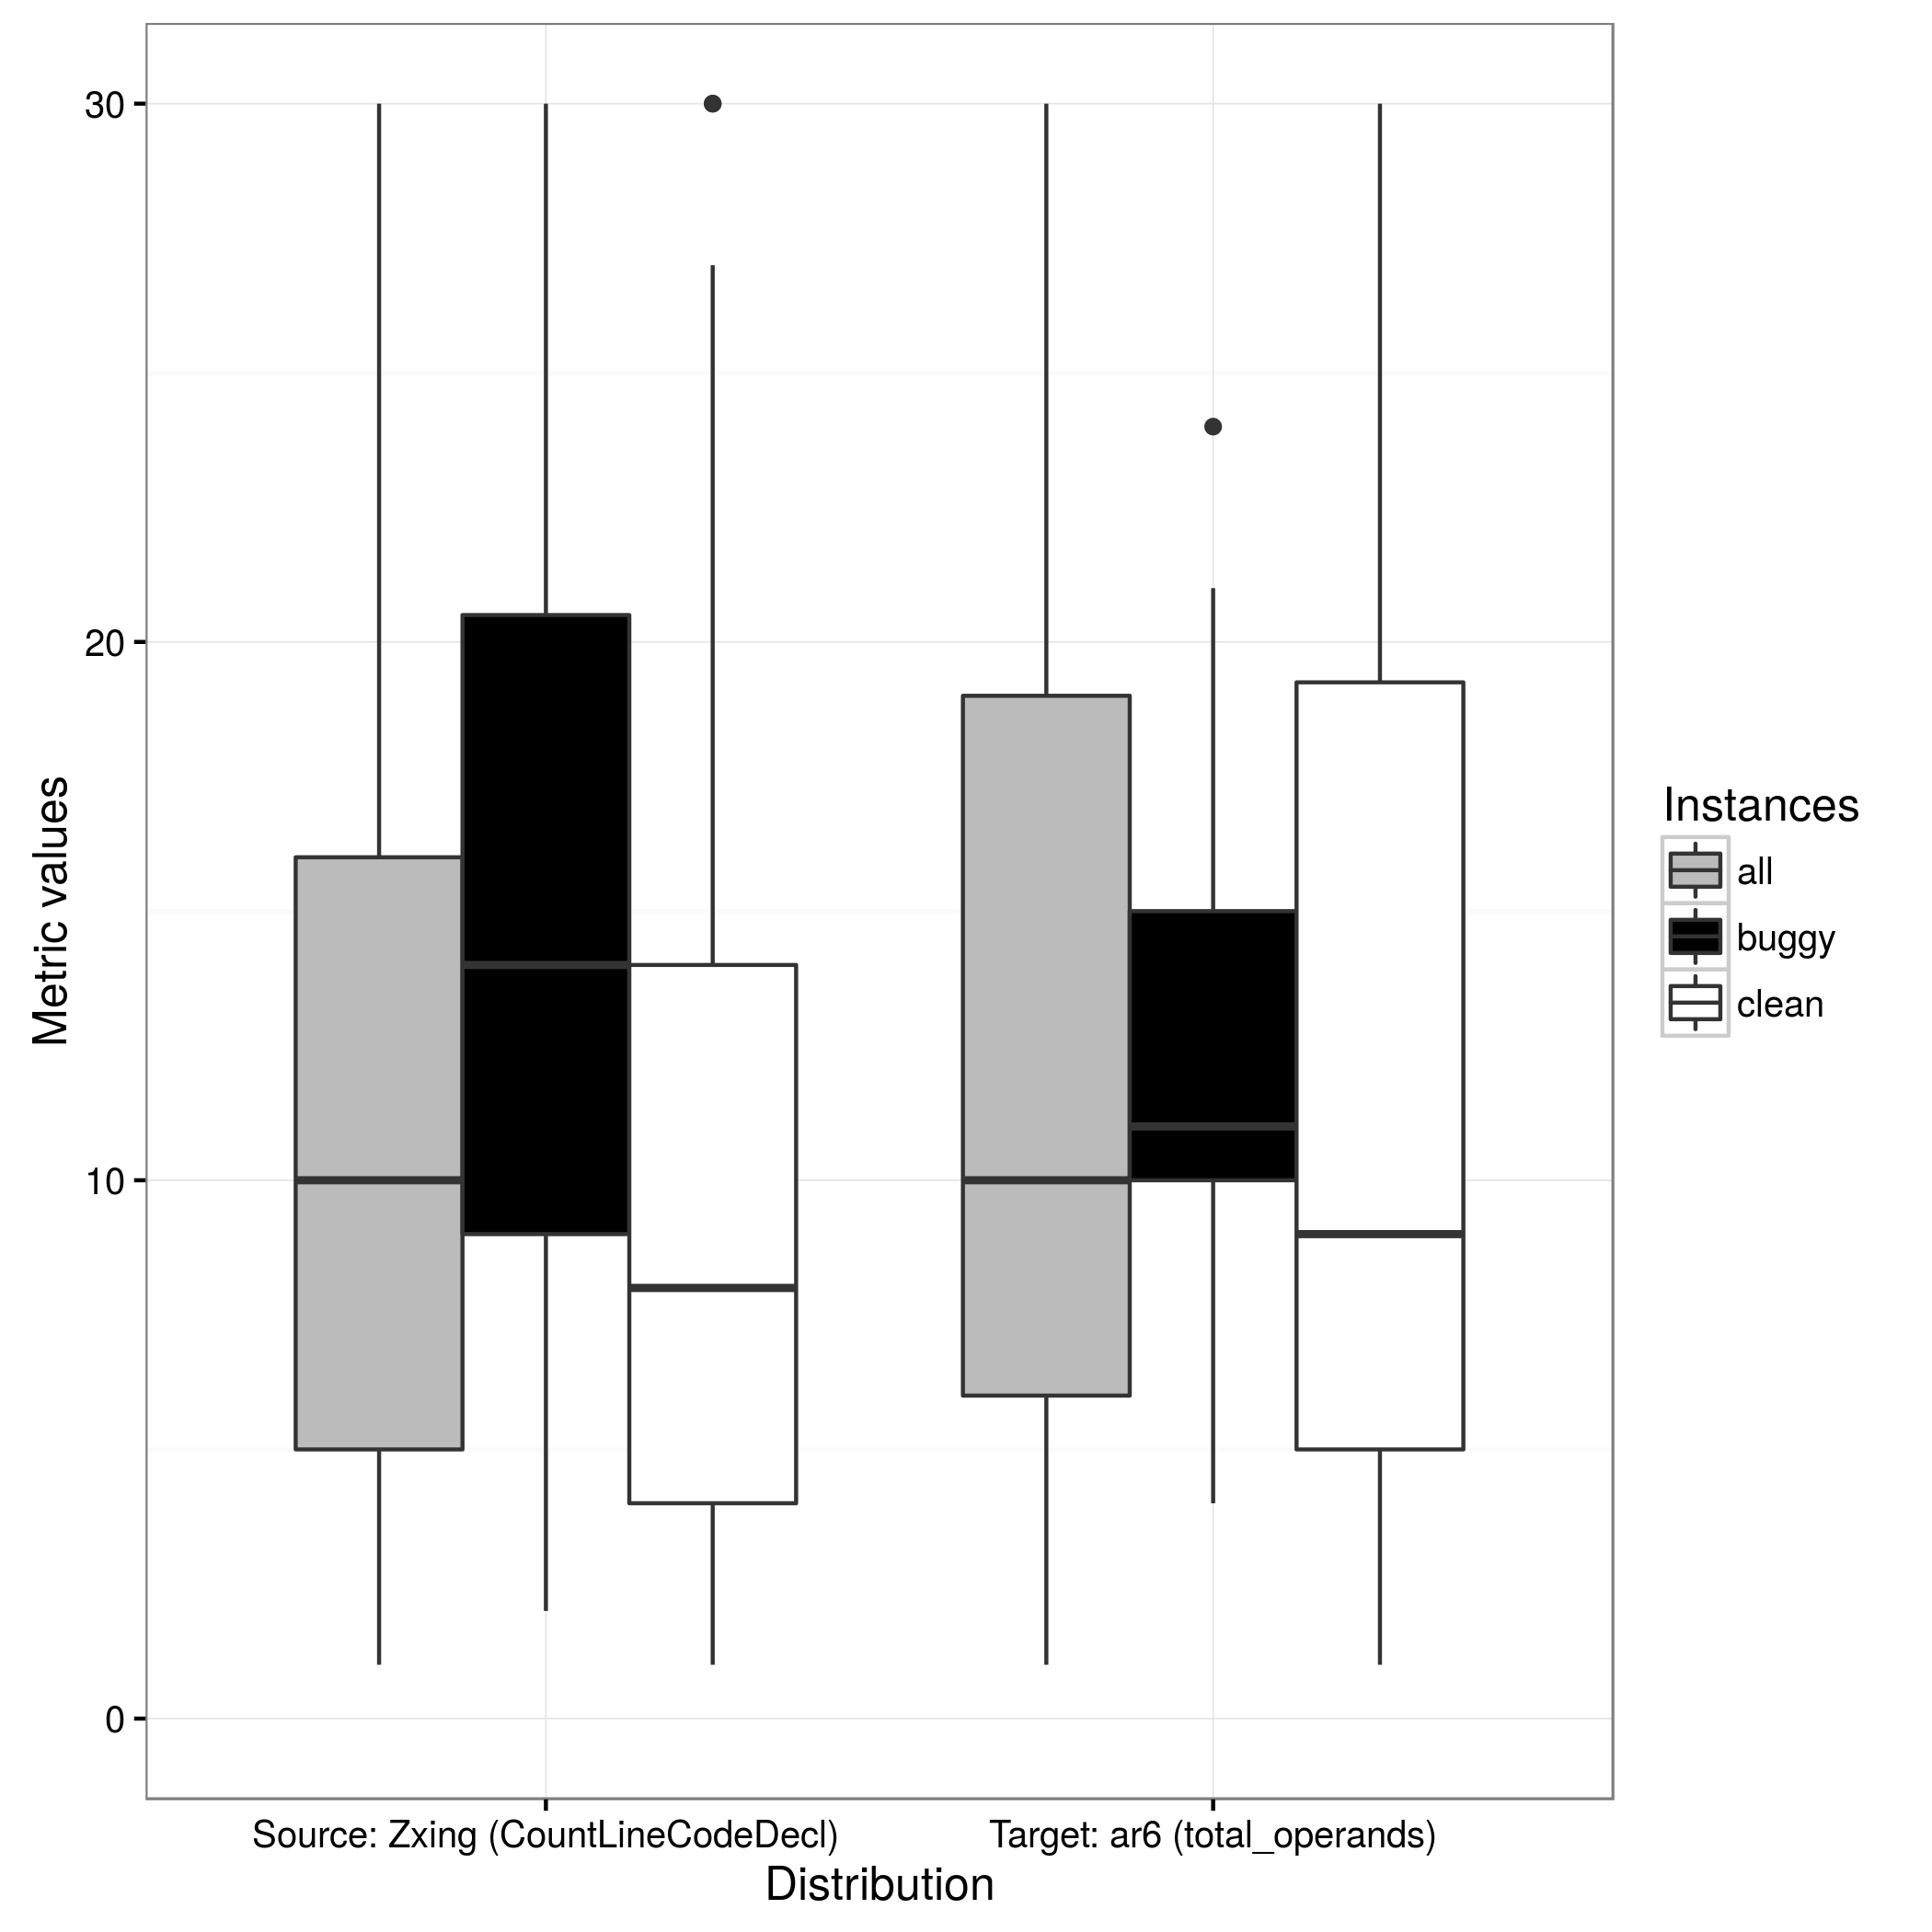 30
20
10
0
Metric values
Source: Zxing (CountLineCodeDecl)
Target: ar6 (total_operands)
Distribution
Instances
all
buggy
clean